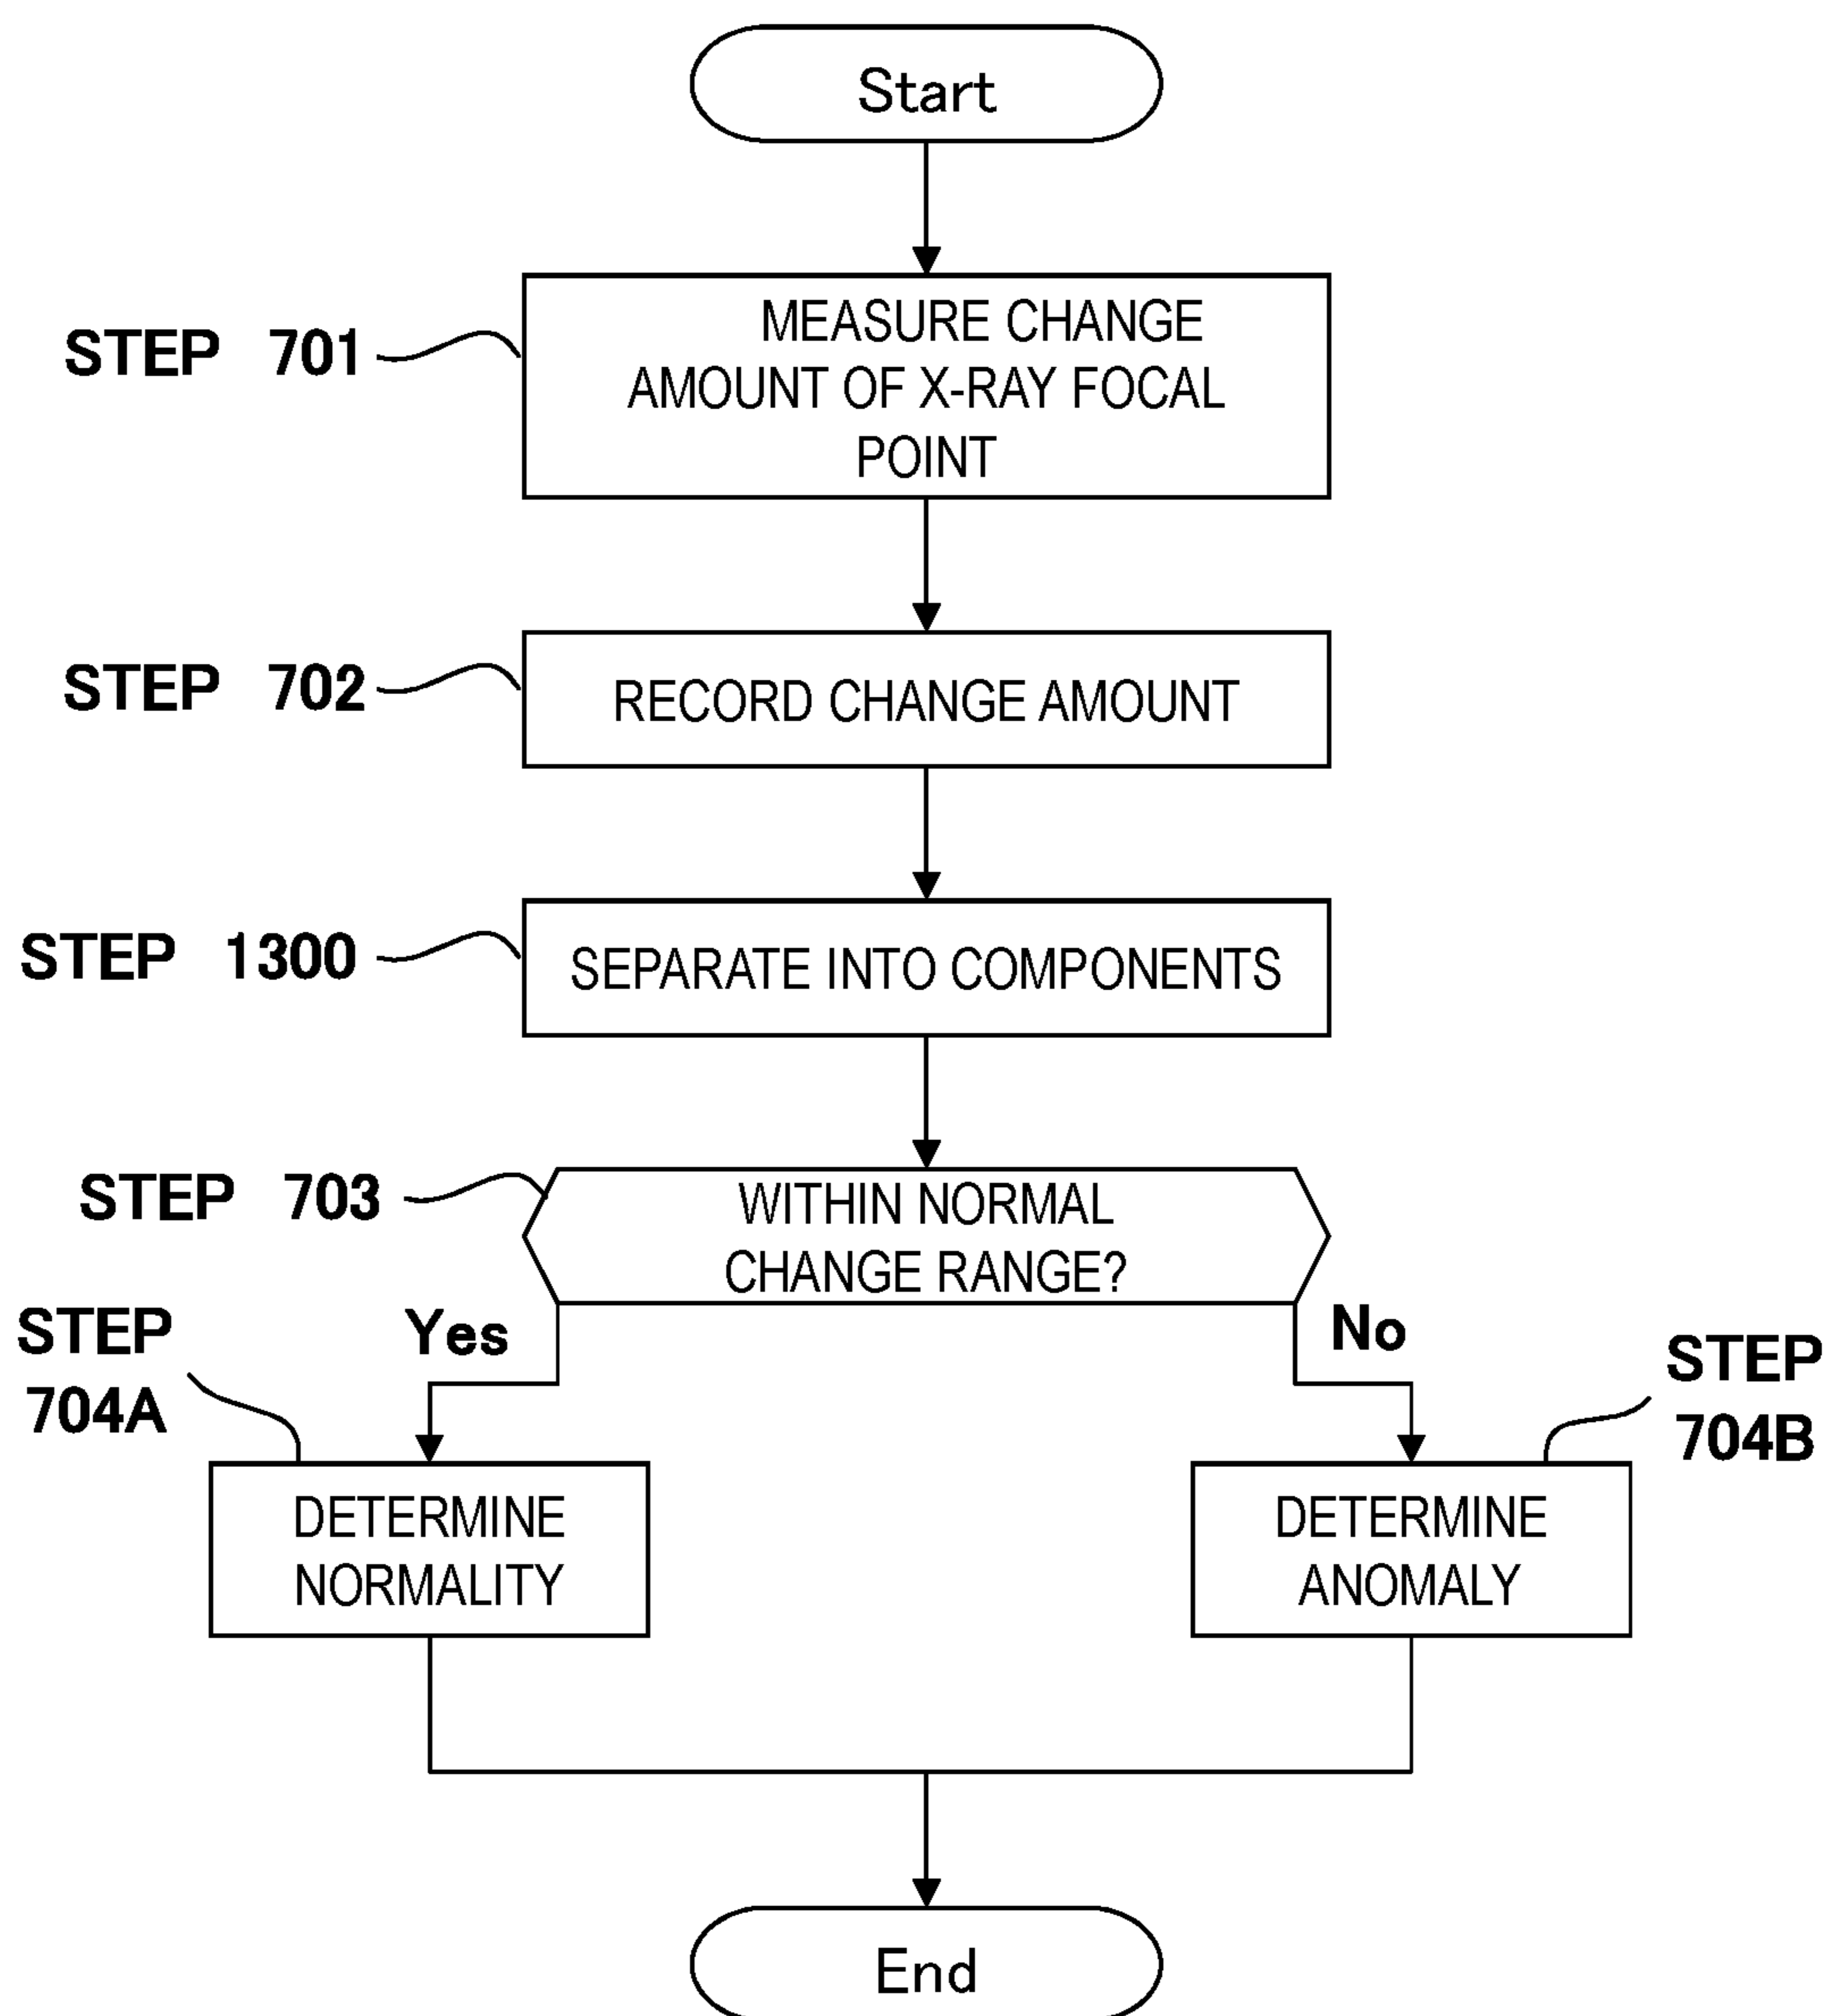 Start
STEP 701
MEASURE CHANGE
AMOUNT OF X-RAY FOCAL
POINT
STEP 702
RECORD CHANGE AMOUNT
STEP 1300
SEPARATE INTO COMPONENTS
STEP 703
WITHIN NORMAL
CHANGE RANGE?
Yes
No
STEP
704A
DETERMINE
NORMALITY
STEP
704B
DETERMINE
ANOMALY
End